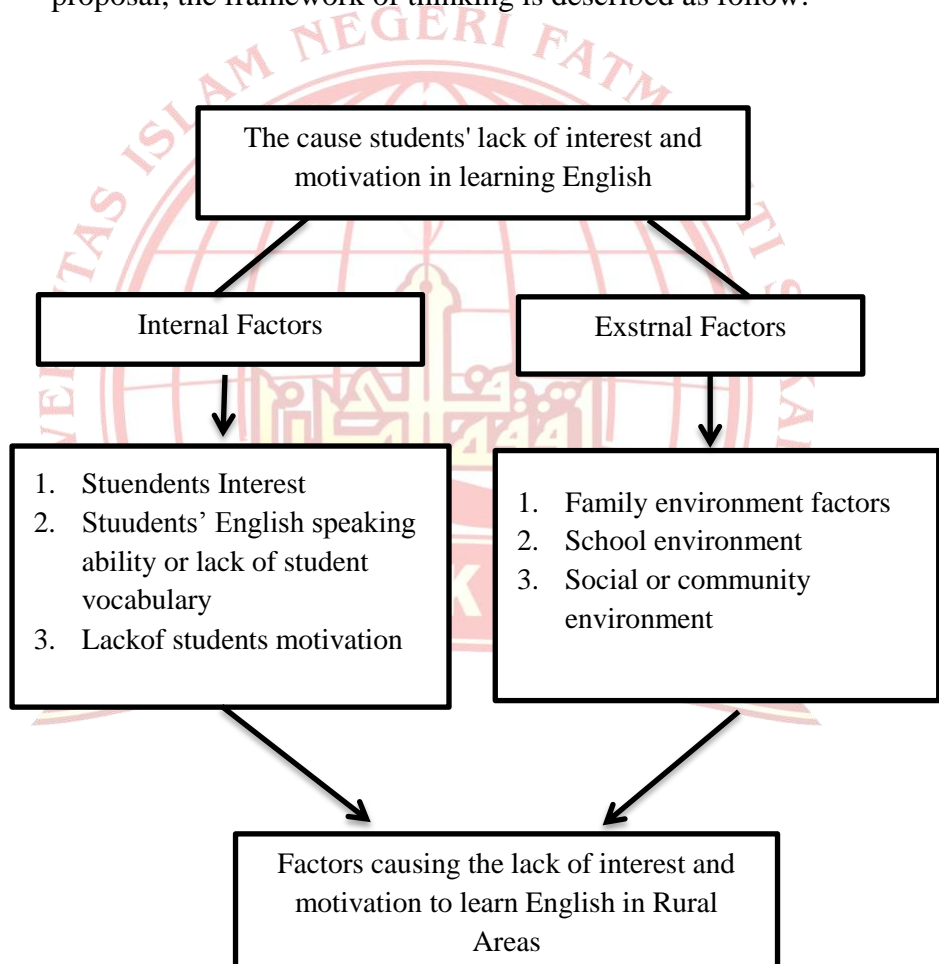 proposal, the framework of thinking is described as follow:
The cause students' lack of interest and
motivation in learning English
Internal Factors
Exstrnal Factors
1. Stuendents Interest
2. Stuudents’ English speaking
ability or lack of student
vocabulary
3. Lackof students motivation
1. Family environment factors
2. School environment
3. Social or community
environment
Factors causing the lack of interest and
motivation to learn English in Rural
Areas
ISLAM NEGERI